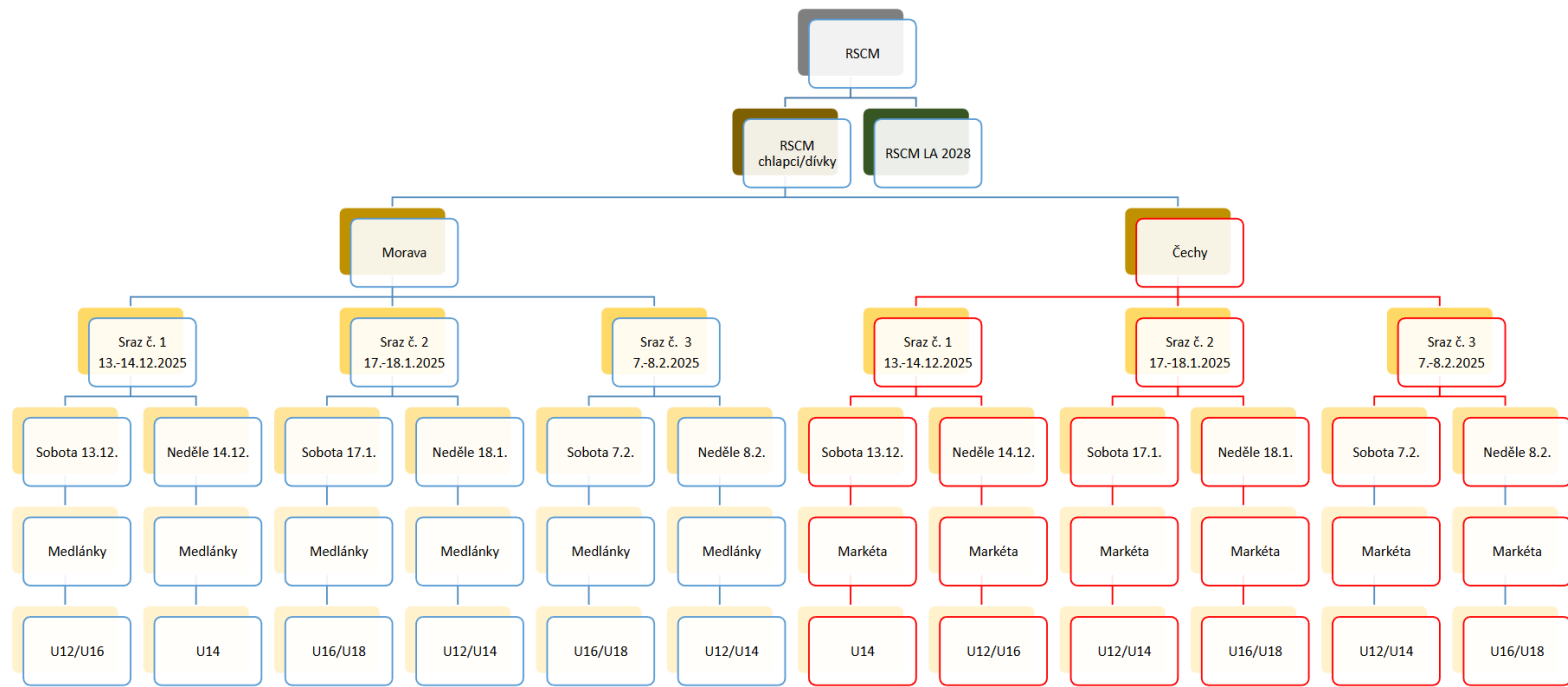 RSCM
RSCM
chlapci/dívky
RSCM LA 2028
Morava
Čechy
Sraz č. 1
13.-14.12.2025
Sraz č. 2
17.-18.1.2025
Sraz č.  3
7.-8.2.2025
Sraz č. 1
13.-14.12.2025
Sraz č. 2
17.-18.1.2025
Sraz č. 3
7.-8.2.2025
Sobota 13.12.
Neděle 14.12.
Sobota 17.1.
Neděle 18.1.
Sobota 7.2.
Neděle 8.2.
Sobota 13.12.
Neděle 14.12.
Sobota 17.1.
Neděle 18.1.
Sobota 7.2.
Neděle 8.2.
Medlánky
Medlánky
Medlánky
Medlánky
Medlánky
Medlánky
Markéta
Markéta
Markéta
Markéta
Markéta
Markéta
U12/U16
U14
U16/U18
U12/U14
U16/U18
U12/U14
U14
U12/U16
U12/U14
U16/U18
U12/U14
U16/U18